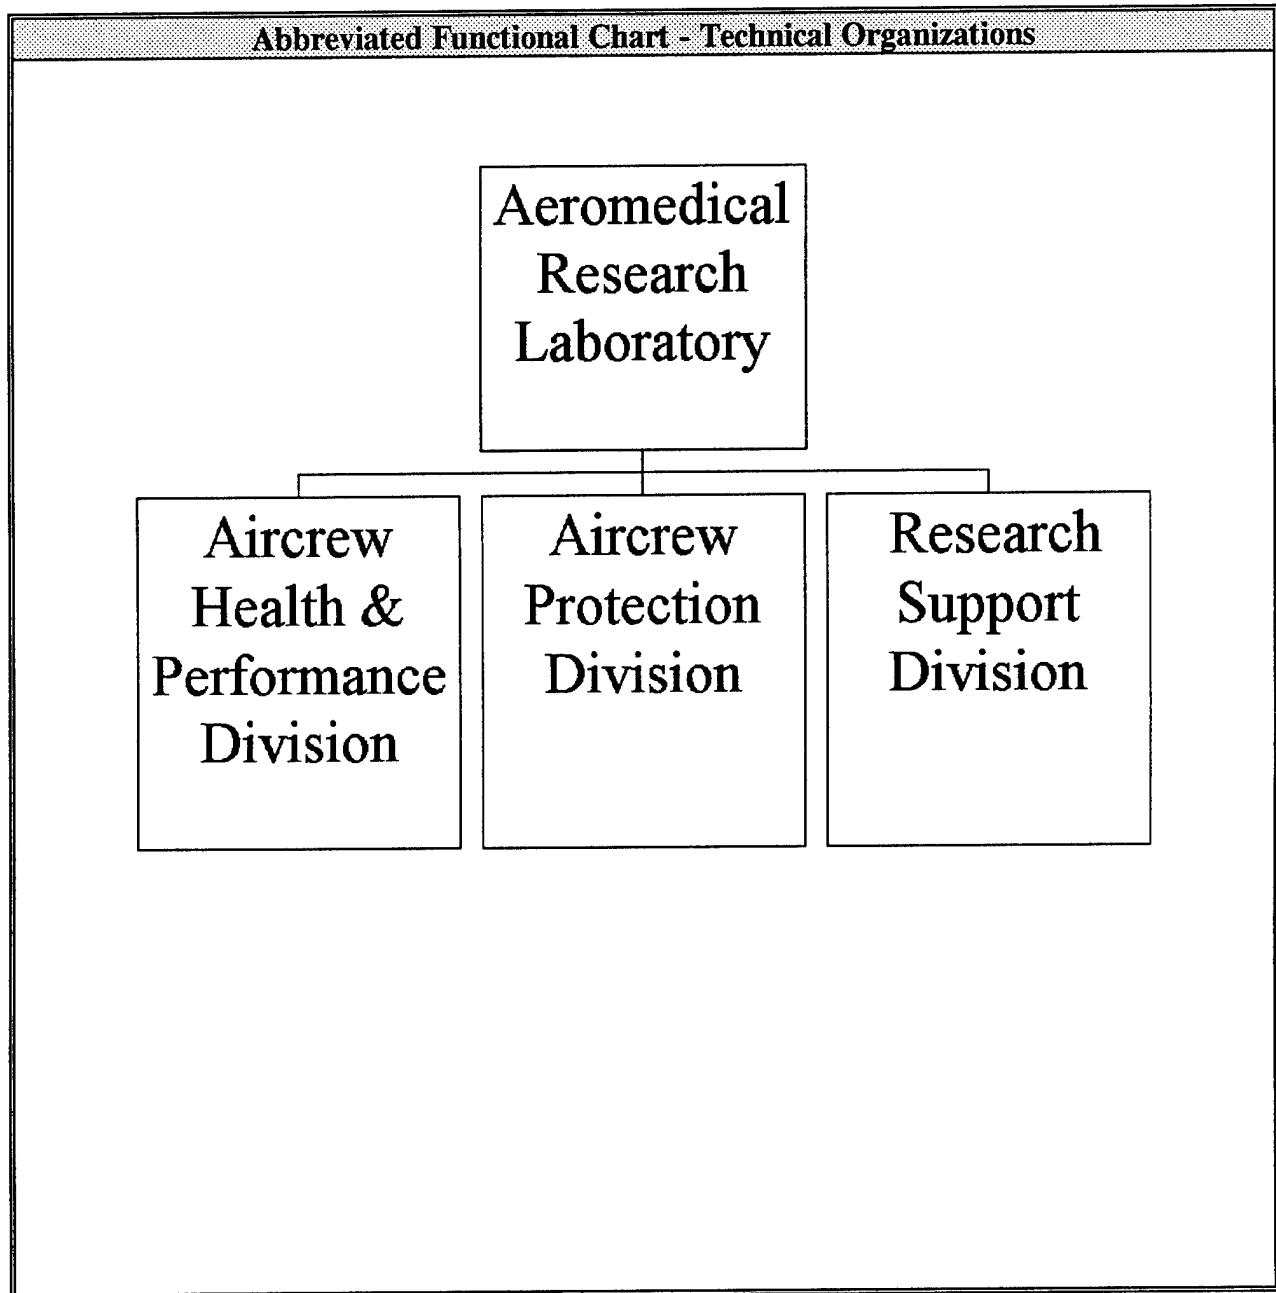 Abbreviated Functional Chart - Technical Organizations
Aeromedical
Research
Laboratory
Aircrew
Health &
Performance
Division
Aircrew
Protection
Division
Research
Support
Division